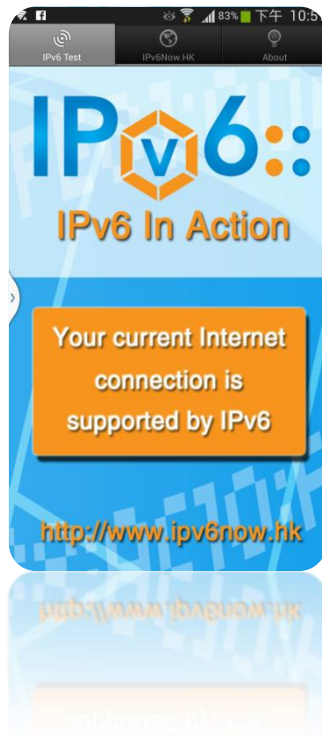 83% 下午 10:5
IPv6 Test IPv6Now.HK About
IPv6::
IPv6 In Action
Your current Internet
connection is
supported by IPv6
http://www.ipv6now.hk